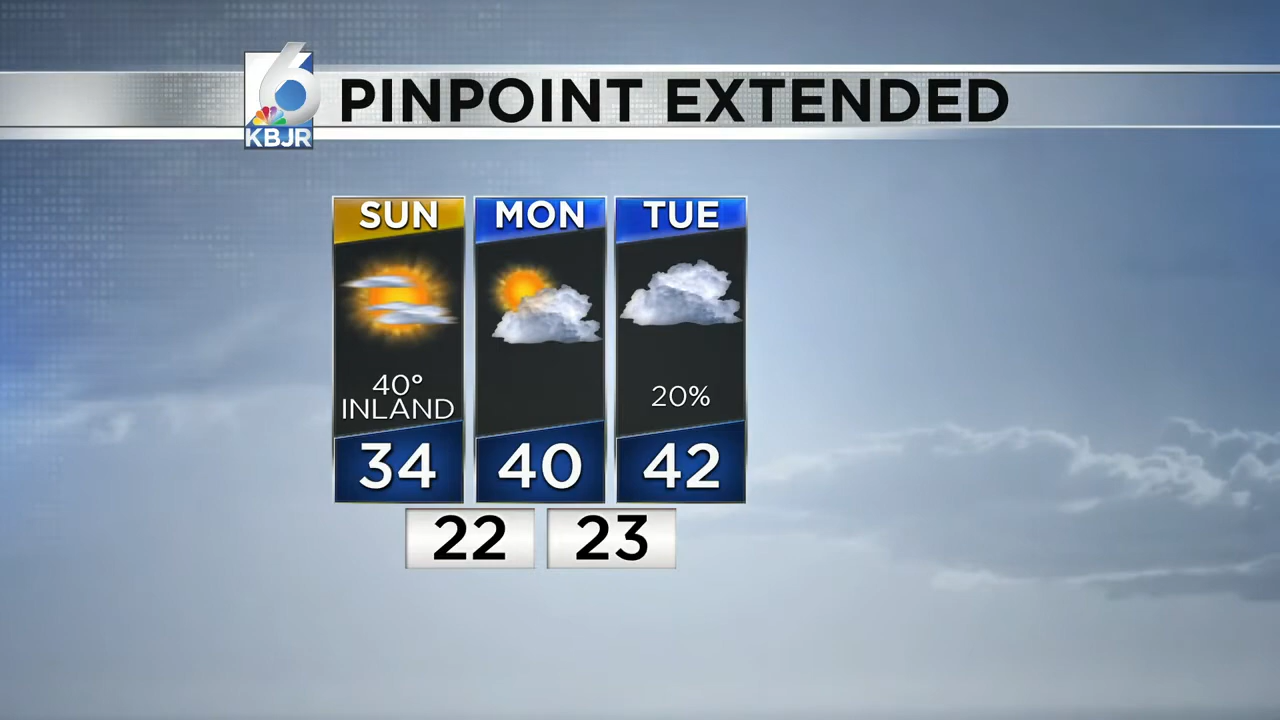 6
KBJR
PINPOINT EXTENDED
SUN MON TUE
40°
INLAND
20%
34 40 42
22 23